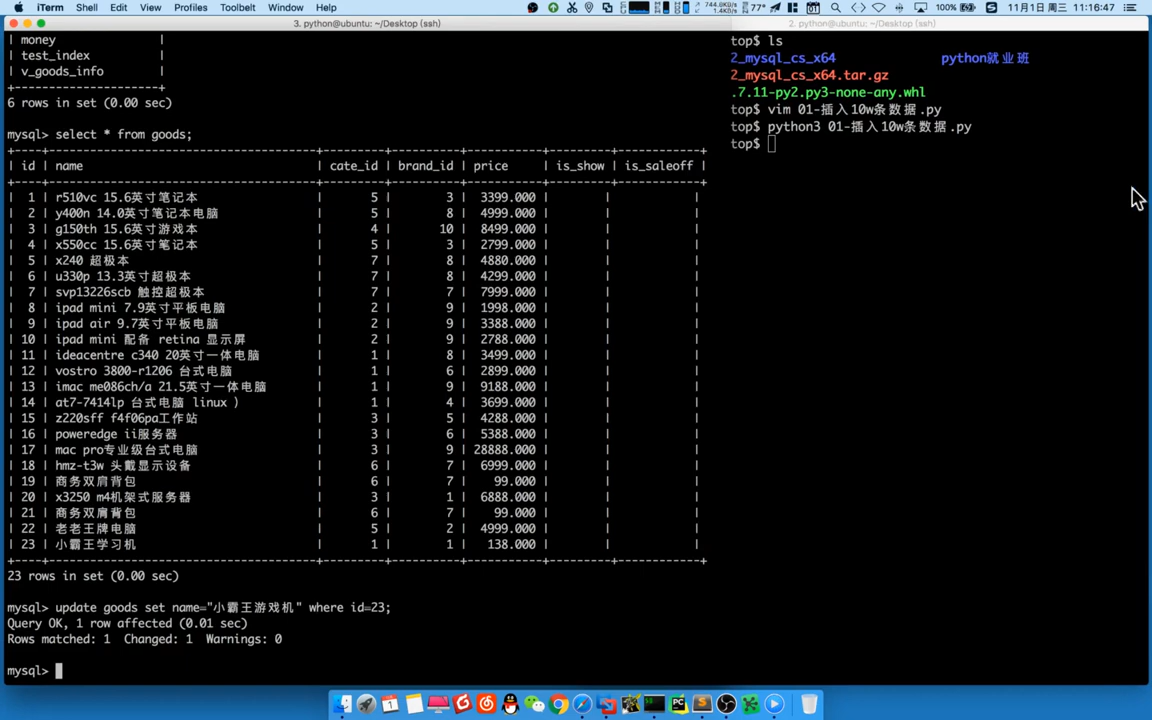 iTerm Shell Edit View Profiles Toolbelt Window Help 77° 100% 11月1日 周三 11:16:47
3. python@ubuntu: ~/Desktop (ssh)
2. python@ubuntu: ~/Desktop (ssh)
| money |
| test_index |
| v_goods_info |
+--------------------+
6 rows in set (0.00 sec)
mysql> select * from goods;
| id | name | cate_id | brand_id | price | is_show | is_saleoff |
| 1 | r510vc 15.6英寸笔记本 | 5 | 3 | 3399.000 | | |
| 2 | y400n 14.0英寸笔记本电脑 | 5 | 8 | 4999.000 | | |
| 3 | g150th 15.6英寸游戏本 | 4 | 10 | 8499.000 | | |
| 4 | x550cc 15.6英寸笔记本 | 5 | 3 | 2799.000 | | |
| 5 | x240 超极本 | 7 | 8 | 4880.000 | | |
| 6 | u330p 13.3英寸超极本 | 7 | 8 | 4299.000 | | |
| 7 | svp13226scb 触控超极本 | 7 | 7 | 7999.000 | | |
| 8 | ipad mini 7.9英寸平板电脑 | 2 | 9 | 1998.000 | | |
| 9 | ipad air 9.7英寸平板电脑 | 2 | 9 | 3388.000 | | |
| 10 | ipad mini 配备 retina 显示屏 | 2 | 9 | 2788.000 | | |
| 11 | ideacentre c340 20英寸一体电脑 | 1 | 8 | 3499.000 | | |
| 12 | vostro 3800-r1206 台式电脑 | 1 | 6 | 2899.000 | | |
| 13 | imac me086ch/a 21.5英寸一体电脑 | 1 | 9 | 9188.000 | | |
| 14 | at7-7414lp 台式电脑 linux ) | 1 | 4 | 3699.000 | | |
| 15 | z220sff f4f06pa工作站 | 3 | 5 | 4288.000 | | |
| 16 | poweredge ii服务器 | 3 | 6 | 5388.000 | | |
| 17 | mac pro专业级台式电脑 | 3 | 9 | 28888.000 | | |
| 18 | hmz-t3w 头戴显示设备 | 6 | 7 | 6999.000 | | |
| 19 | 商务双肩背包 | 6 | 7 | 99.000 | | |
| 20 | x3250 m4机架式服务器 | 3 | 1 | 6888.000 | | |
| 21 | 商务双肩背包 | 6 | 7 | 99.000 | | |
| 22 | 老老王牌电脑 | 5 | 2 | 4999.000 | | |
| 23 | 小霸王学习机 | 1 | 1 | 138.000 | | |
23 rows in set (0.00 sec)
mysql> update goods set name="小霸王游戏机" where id=23;
Query OK, 1 row affected (0.01 sec)
Rows matched: 1 Changed: 1 Warnings: 0
mysql>
top$ ls
2_mysql_cs_x64 python就业班
2_mysql_cs_x64.tar.gz
.7.11-py2.py3-none-any.whl
top$ vim 01-插入10w条数据.py
top$ python3 01-插入10w条数据.py
top$